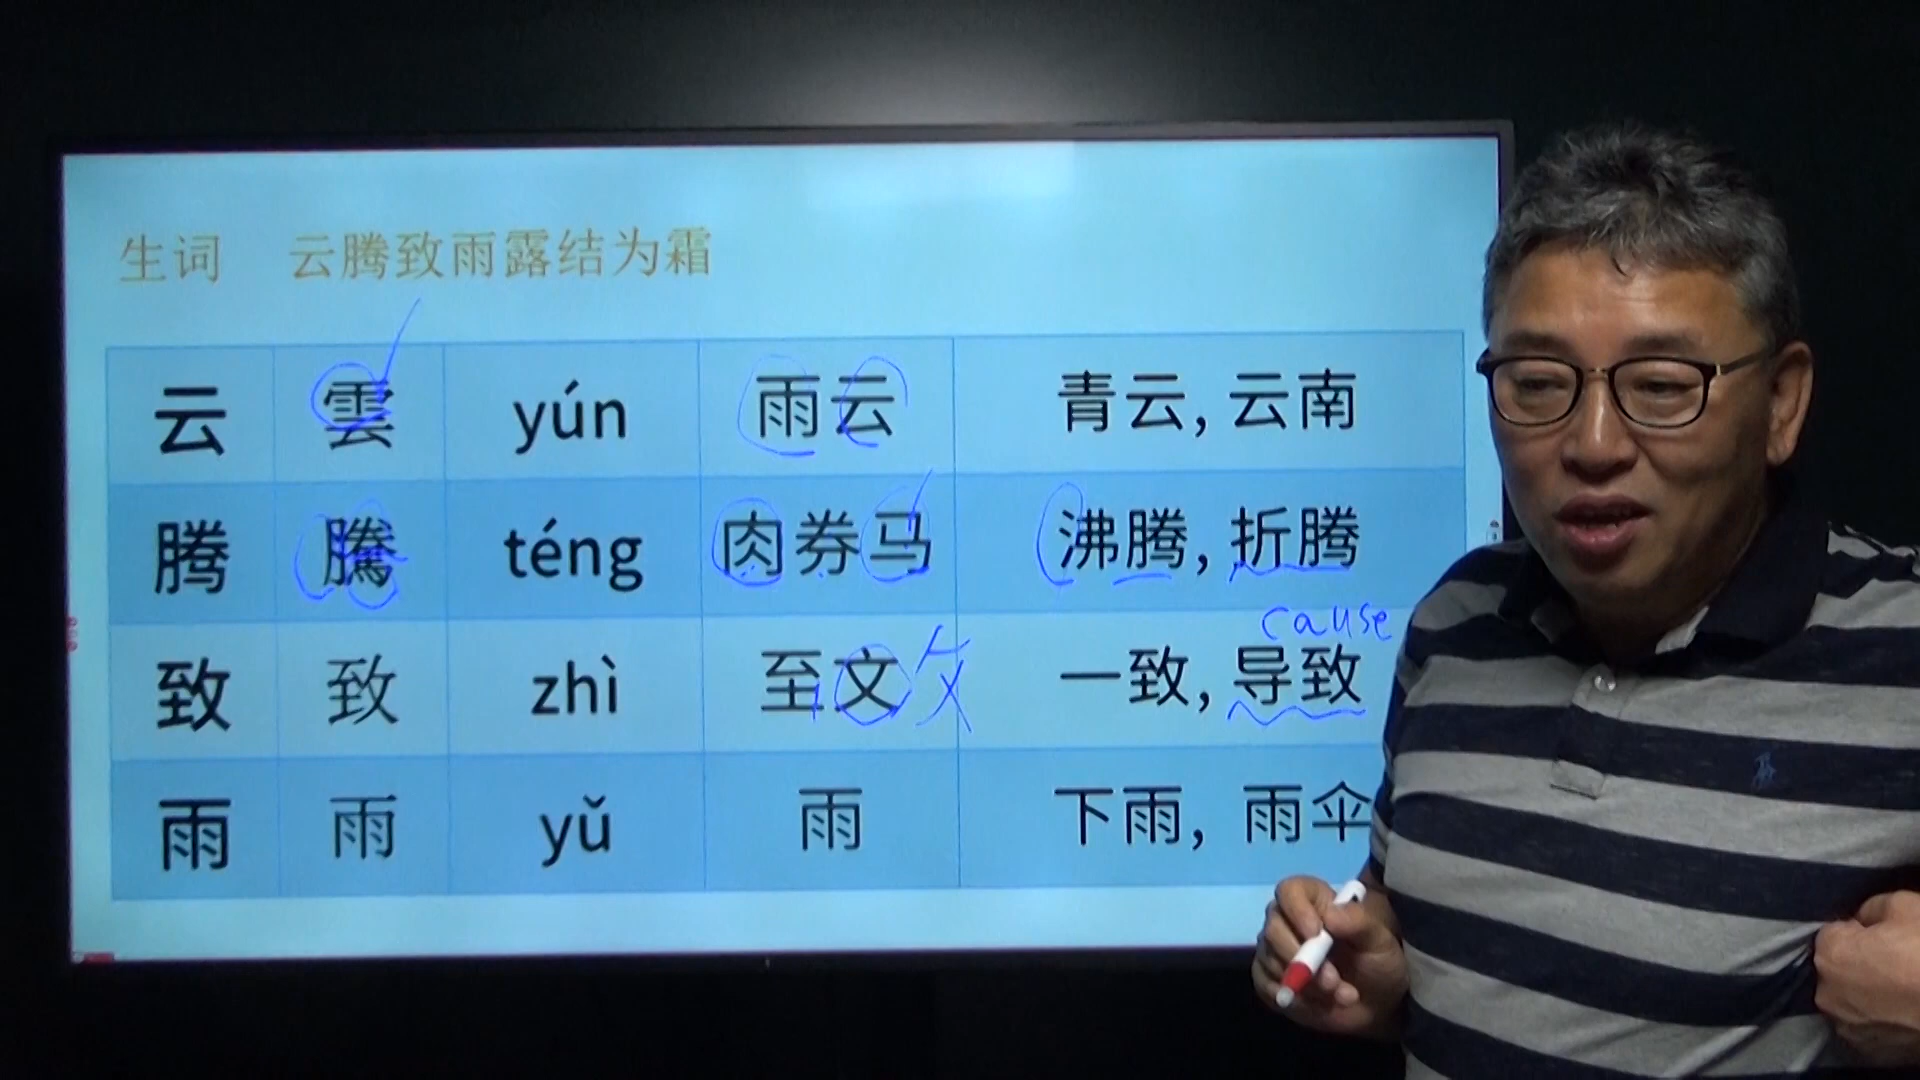 生词 云腾致雨露结为霜
云 雲 yún 雨云 青云, 云南
腾 騰 téng 肉券马 沸腾, 折腾
cause
致 致 zhì 至文攵 一致, 导致
雨 雨 yǔ 雨 下雨, 雨伞